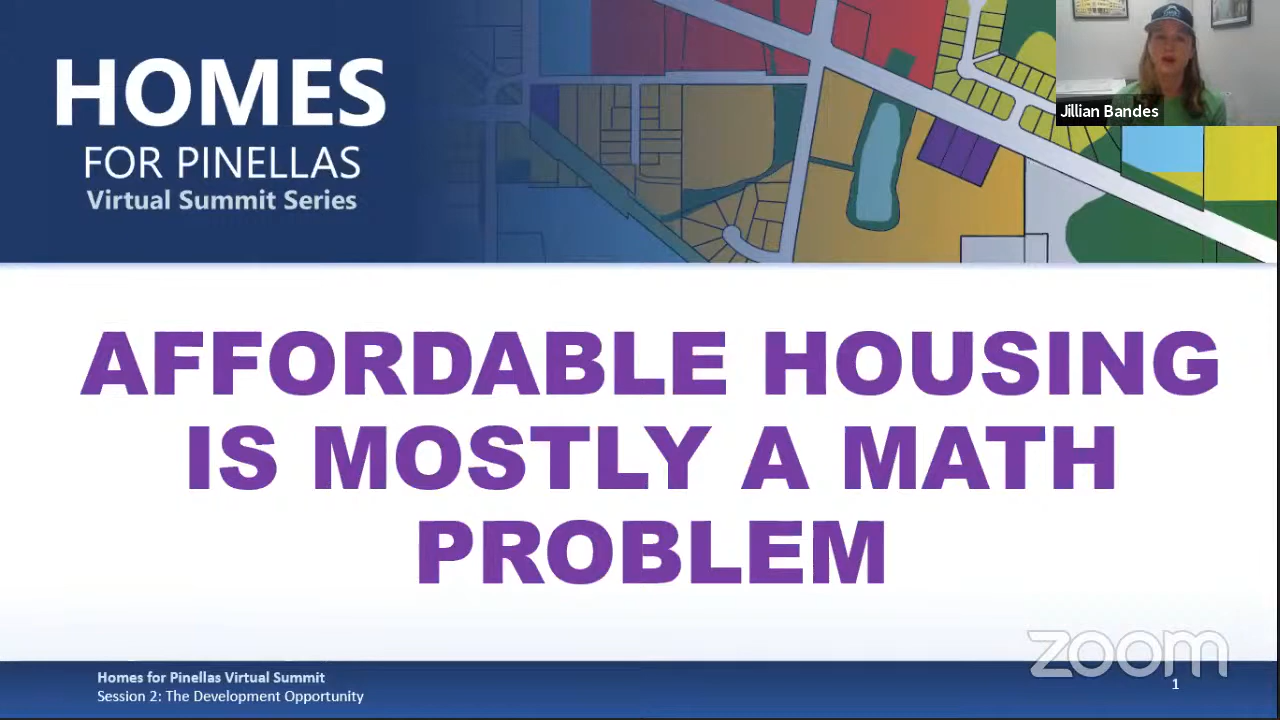 HOMES
FOR PINELLAS
Virtual Summit Series
Jillian Bandes
AFFORDABLE HOUSING
IS MOSTLY A MATH
PROBLEM
zoom
Homes for Pinellas Virtual Summit
Session 2: The Development Opportunity
1